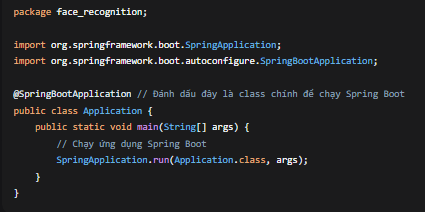 package face_recognition;
import org.springframework.boot.SpringApplication;
import org.springframework.boot.autoconfigure.SpringBootApplication;
@SpringBootApplication // Đánh dấu đây là class chính để chạy Spring Boot
public class Application {
public static void main(String[] args) {
// Chạy ứng dụng Spring Boot
SpringApplication.run(Application.class, args);
}
}